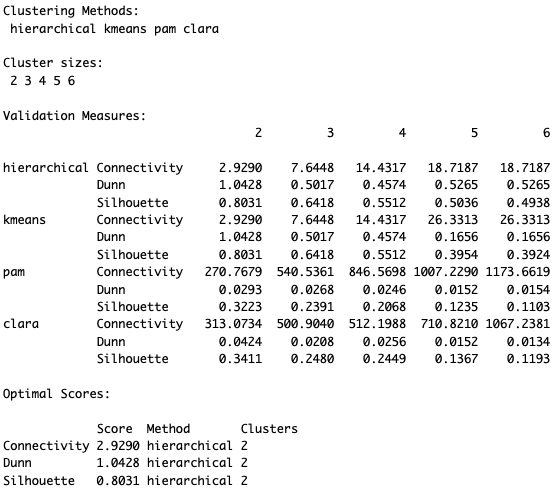 Clustering Methods:
 hierarchical kmeans pam clara

Cluster sizes:
 2 3 4 5 6

Validation Measures:
                                 2         3         4         5         6

hierarchical Connectivity   2.9290    7.6448   14.4317   18.7187   18.7187
             Dunn           1.0428    0.5017    0.4574    0.5265    0.5265
             Silhouette     0.8031    0.6418    0.5512    0.5036    0.4938
kmeans       Connectivity   2.9290    7.6448   14.4317   26.3313   26.3313
             Dunn           1.0428    0.5017    0.4574    0.1656    0.1656
             Silhouette     0.8031    0.6418    0.5512    0.3954    0.3924
pam          Connectivity 270.7679  540.5361  846.5698 1007.2290 1173.6619
             Dunn           0.0293    0.0268    0.0246    0.0152    0.0154
             Silhouette     0.3223    0.2391    0.2068    0.1235    0.1103
clara        Connectivity 313.0734  500.9040  512.1988  710.8210 1067.2381
             Dunn           0.0424    0.0208    0.0256    0.0152    0.0134
             Silhouette     0.3411    0.2480    0.2449    0.1367    0.1193

Optimal Scores:

             Score  Method       Clusters
Connectivity 2.9290 hierarchical 2
Dunn         1.0428 hierarchical 2
Silhouette   0.8031 hierarchical 2